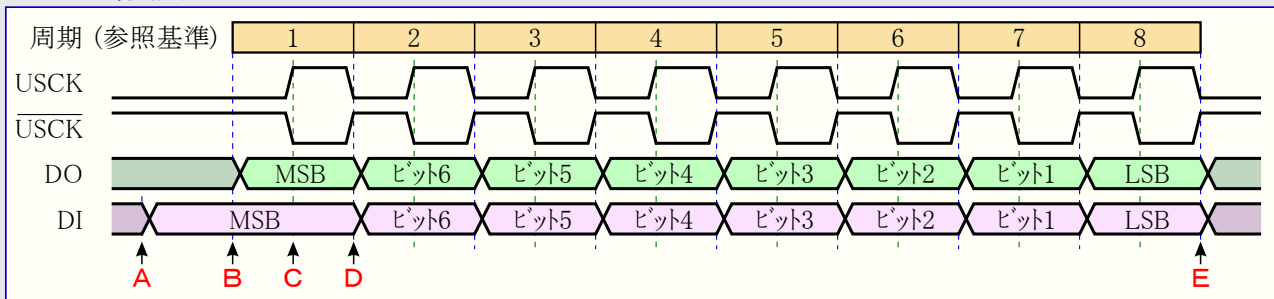 周期 (参照基準) 1 2 3 4 5 6 7 8
USCK
USCK
DO MSB ビット6 ビット5 ビット4 ビット3 ビット2 ビット1 LSB
DI MSB ビット6 ビット5 ビット4 ビット3 ビット2 ビット1 LSB
A B C D E